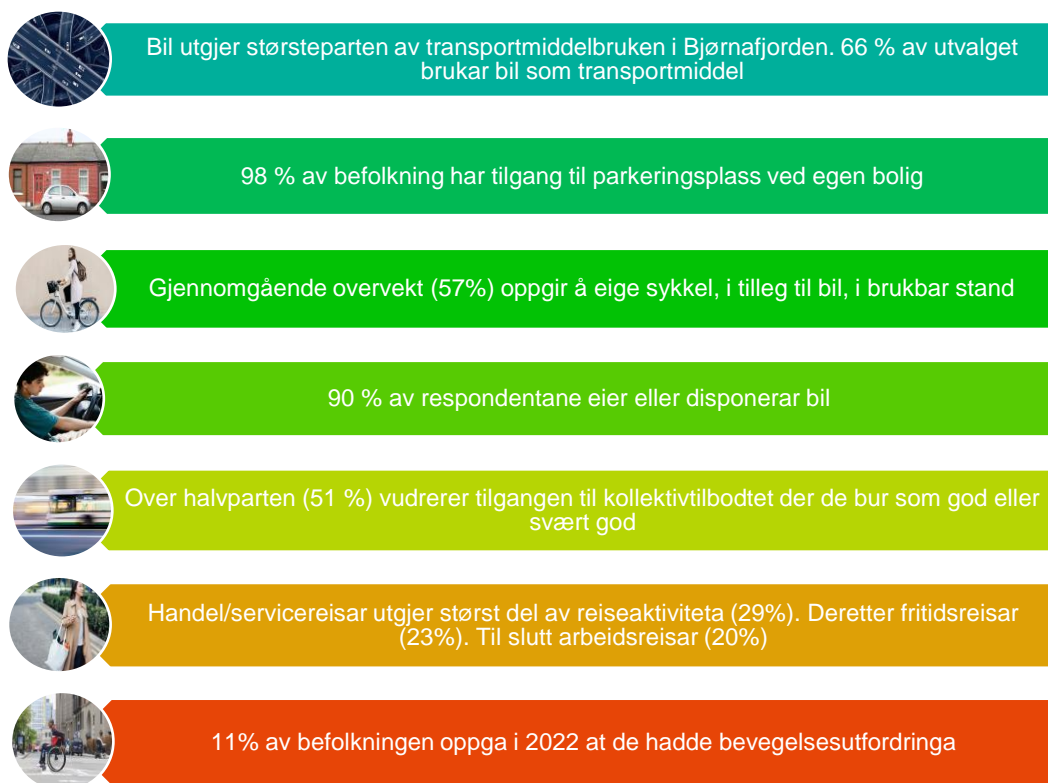 Bil utgjer størsteparten av transportmiddelbruken i Bjørnafjorden. 66 % av utvalget
brukar bil som transportmiddel
98 % av befolkning har tilgang til parkeringsplass ved egen bolig
Gjennomgående overvekt (57%) oppgir å eige sykkel, i tilleg til bil, i brukbar stand
90 % av respondentane eier eller disponerar bil
Over halvparten (51 %) vudrerer tilgangen til kollektivtilbodtet der de bur som god eller
svært god
Handel/servicereisar utgjer størst del av reiseaktiviteta (29%). Deretter fritidsreisar
(23%). Til slutt arbeidsreisar (20%)
11% av befolkningen oppga i 2022 at de hadde bevegelsesutfordringa